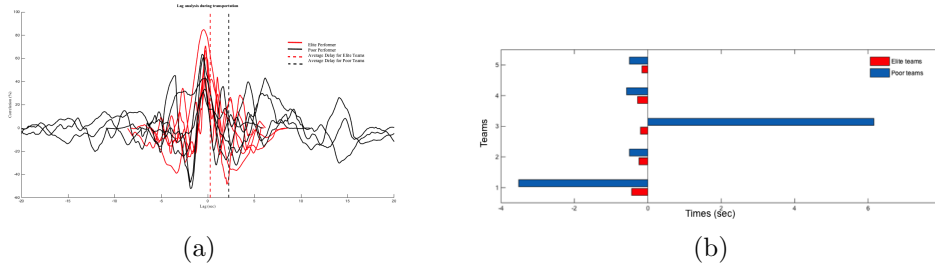 Lag analysis during transportation
Elite Performer
Poor Performer
Average Delay for Elite Teams
Average Delay for Poor Teams
Correlation (%)
100
80
60
40
20
0
-20
-40
-60
-20
-15
-10
-5
0
5
10
15
20
Lag (sec)
(a)
Elite teams
Poor teams
Teams
5
4
3
2
1
-4
-2
0
2
4
6
Times (sec)
(b)